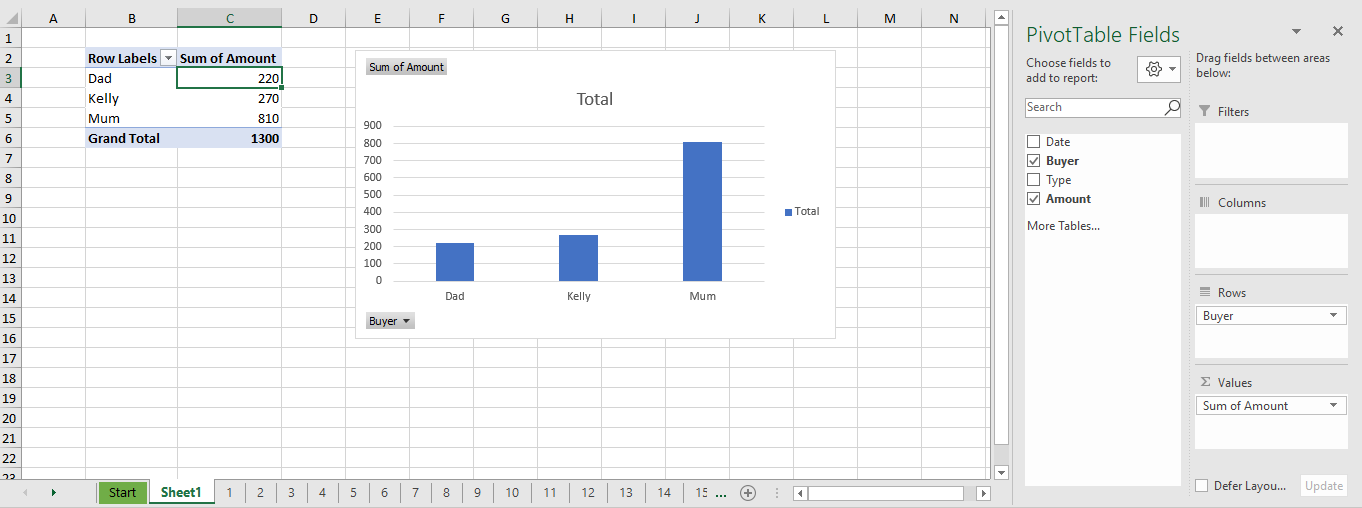 A B C D E F G H I J K L M N
1
2 Row Labels Sum of Amount
3 Dad 220
4 Kelly 270
5 Mum 810
6 Grand Total 1300
7
8
9
10
11
12
13
14
15
16
17
18
19
20
21
22
23
Sum of Amount
Total
900
800
700
600
500
400
300
200
100
0
Dad Kelly Mum
Total
Buyer
Start Sheet1 1 2 3 4 5 6 7 8 9 10 11 12 13 14 15 ...
PivotTable Fields
Choose fields to
add to report:
Search
Date
Buyer
Type
Amount
More Tables...
Drag fields between areas
below:
Filters
Columns
Rows
Buyer
Σ Values
Sum of Amount
Defer Layou... Update